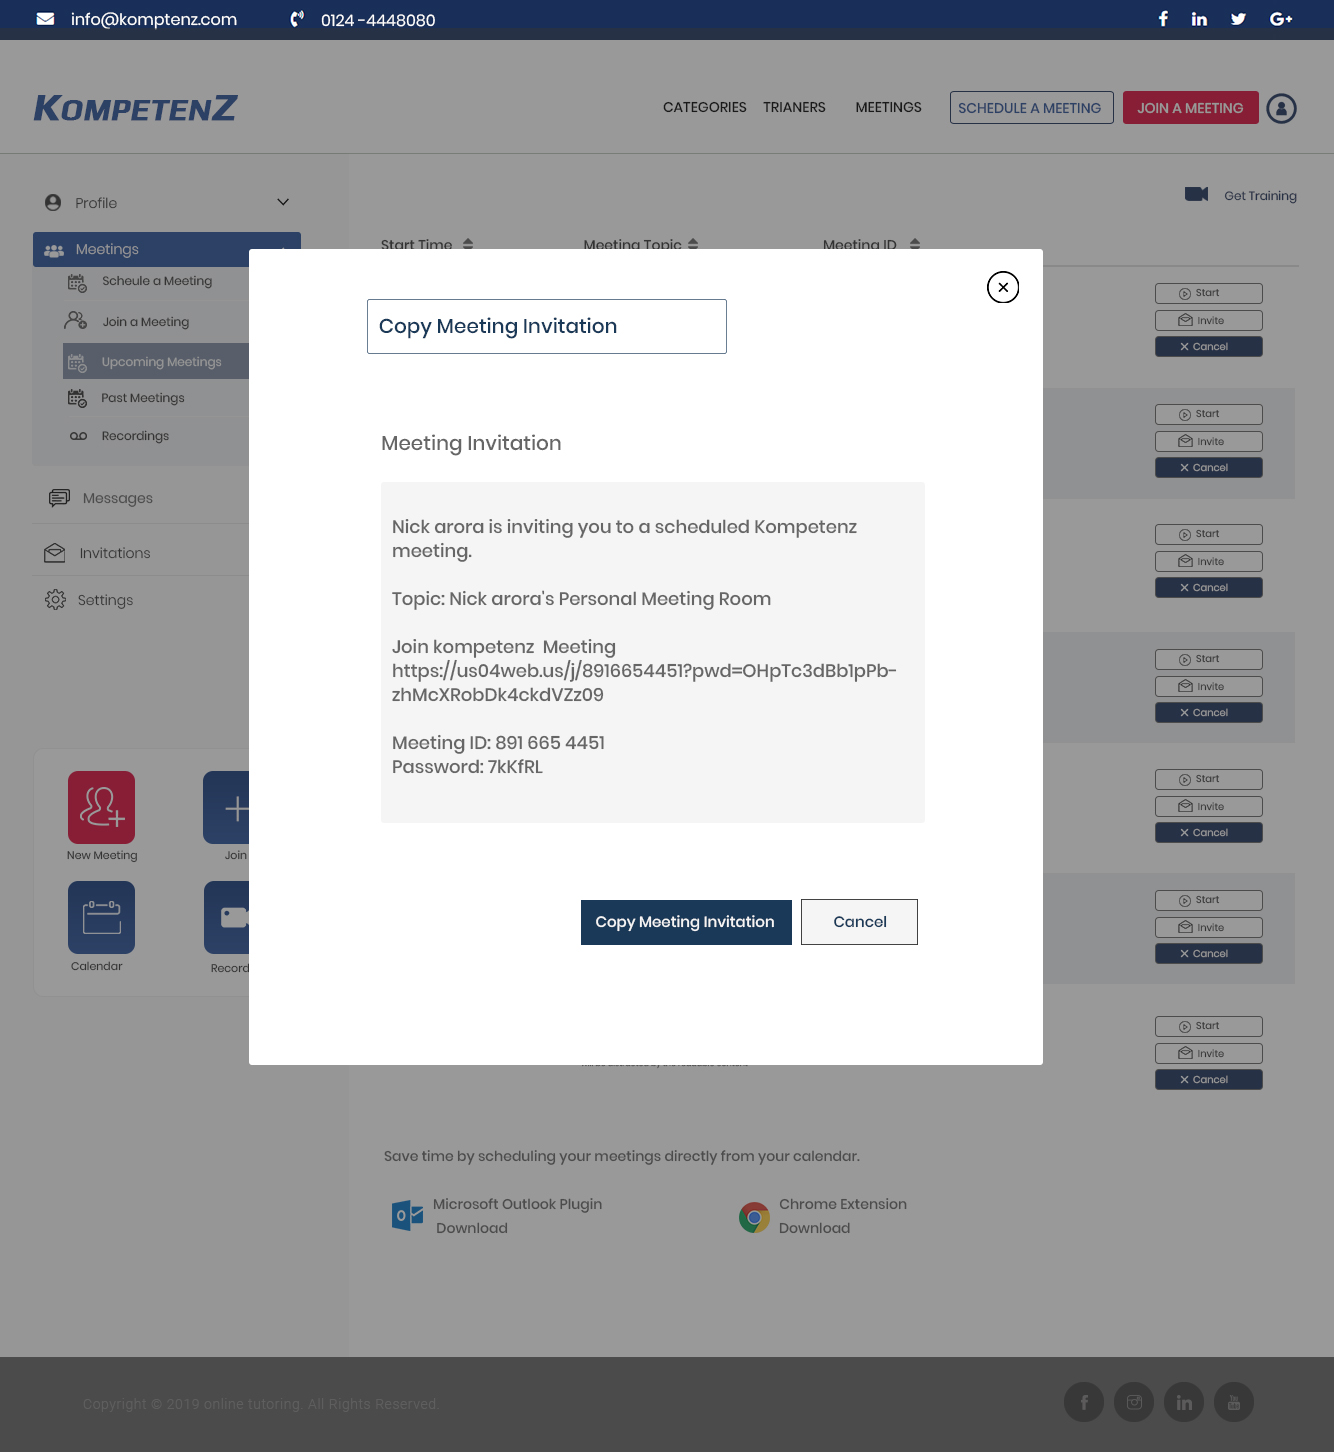 info@komptenz.com
0124 -4448080
KOMPETENZ
CATEGORIES
TRIANERS
MEETINGS
SCHEDULE A MEETING
JOIN A MEETING
Profile
Meetings
Scheule a Meeting
Join a Meeting
Upcoming Meetings
Past Meetings
Recordings
Messages
Invitations
Settings
New Meeting
Join
Calendar
Record
Get Training
Start Time
Meeting Topic
Meeting ID
Copy Meeting Invitation
Meeting Invitation
Nick arora is inviting you to a scheduled Kompetenz
meeting.
Topic: Nick arora's Personal Meeting Room
Join kompetenz Meeting
https://us04web.us/j/8916654451?pwd=OHpTc3dBb1pPb-
zhMcXRobDk4ckdVZz09
Meeting ID: 891 665 4451
Password: 7kKfRL
Copy Meeting Invitation
Cancel
Start
Invite
Cancel
Start
Invite
Cancel
Start
Invite
Cancel
Start
Invite
Cancel
Start
Invite
Cancel
Start
Invite
Cancel
Start
Invite
Cancel
Save time by scheduling your meetings directly from your calendar.
Microsoft Outlook Plugin
Download
Chrome Extension
Download
Copyright © 2019 online tutoring. All Rights Reserved.